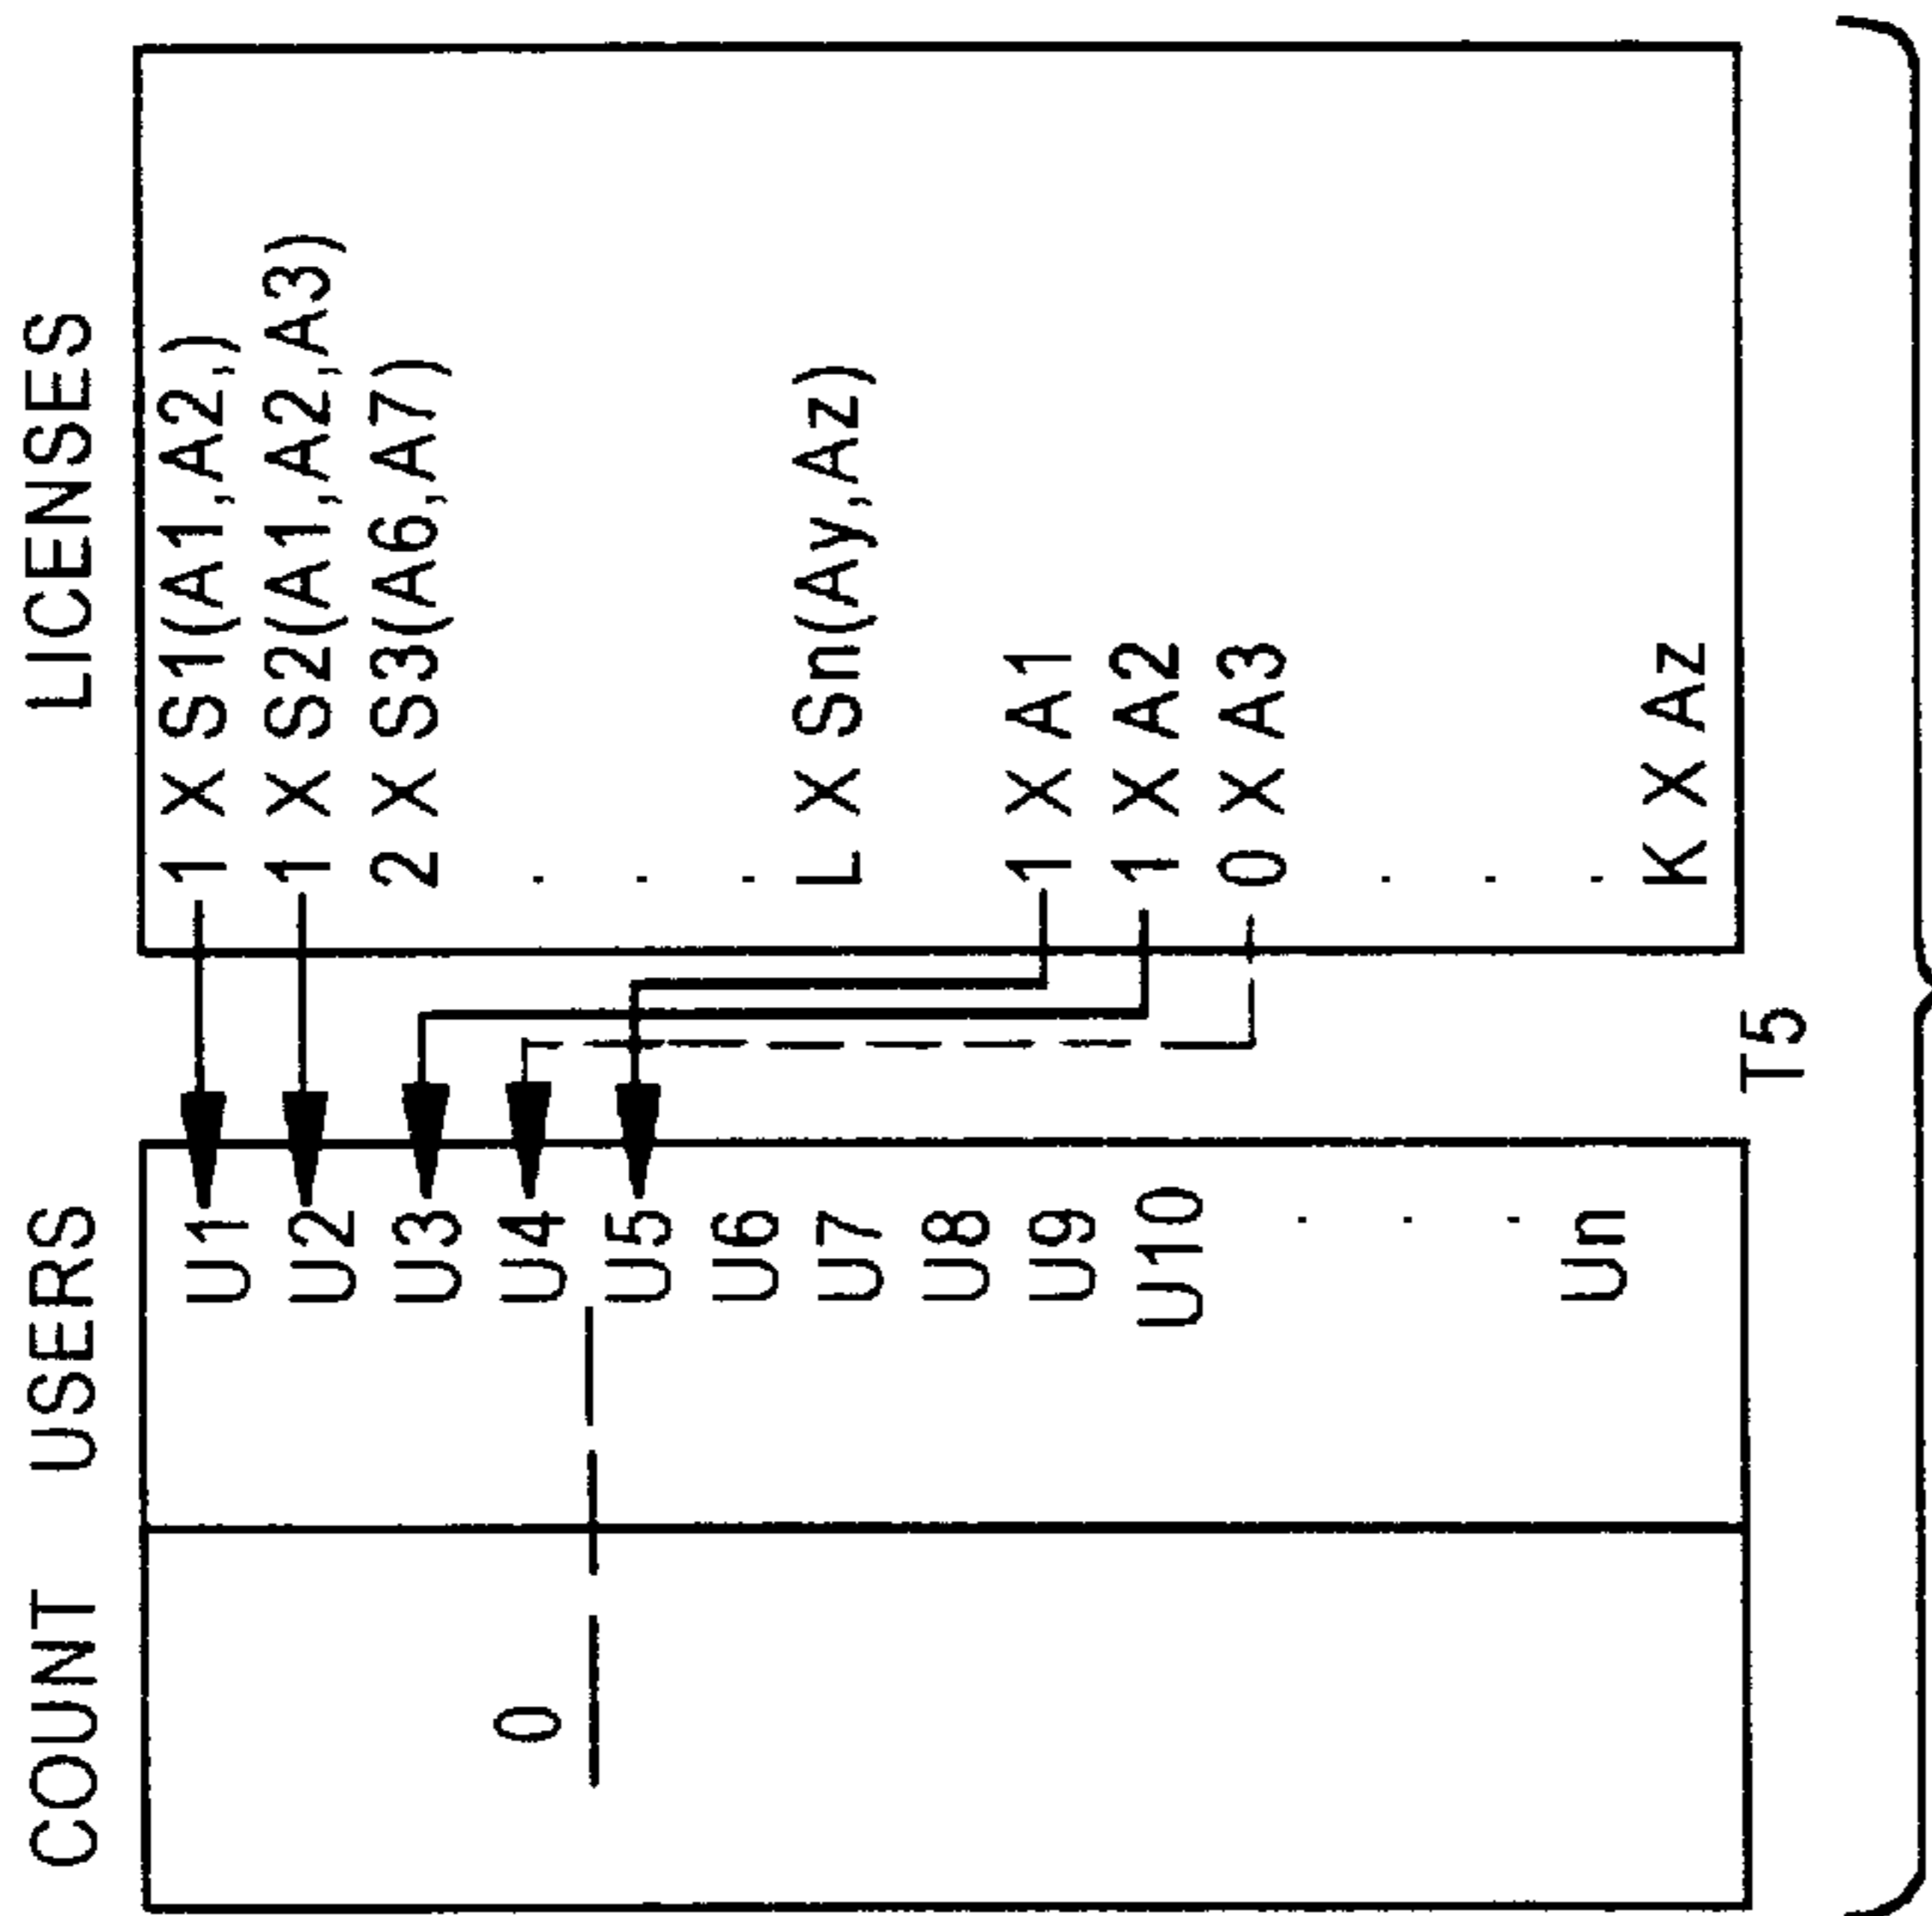 COUNT USERS LICENSES
U1 1 X S1(A1,A2,)
U2 1 X S2(A1,A2,A3)
U3 2 X S3(A6,A7)
0 U4 .
U5 .
U6 .
U7 L X Sn(Ay,Az)
U8
U9 1 X A1
U10 1 X A2
. 0 X A3
. .
. .
Un .
K X Az
T5